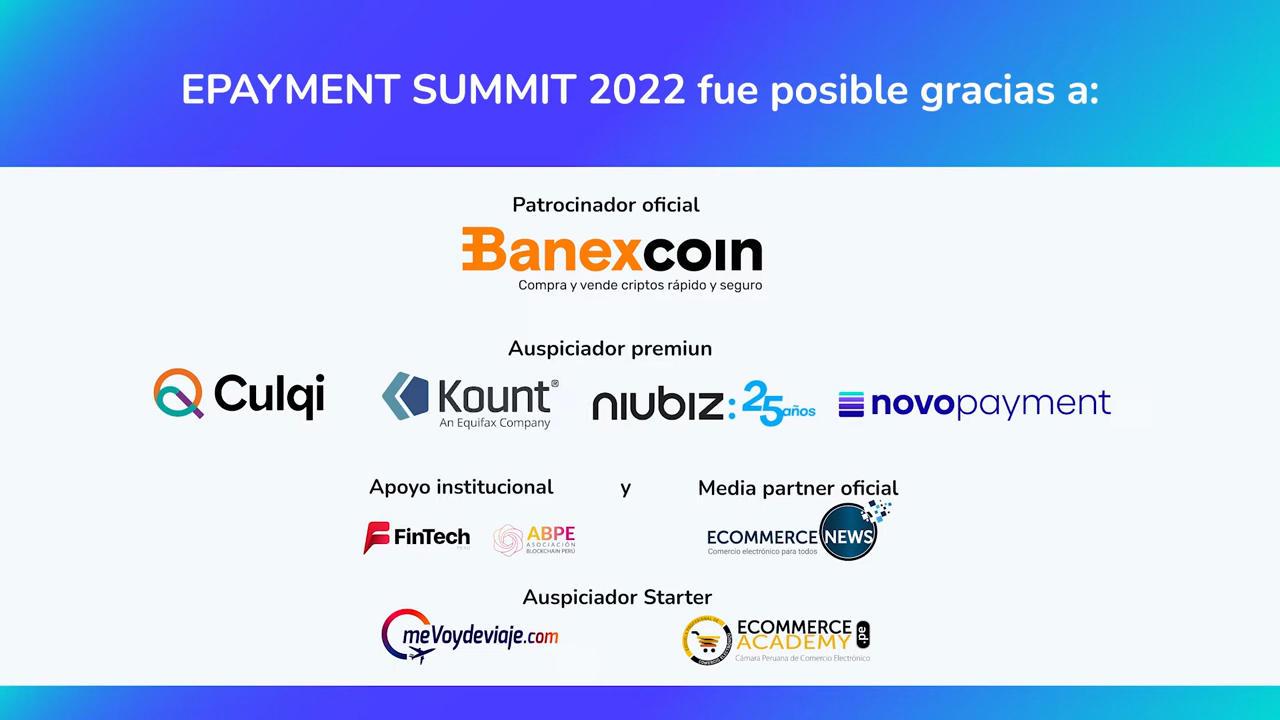 EPAYMENT SUMMIT 2022 fue posible gracias a:
Patrocinador oficial
Banexcoin
Compra y vende criptos rápido y seguro
Auspiciador premiun
Culqi
Kount®
An Equifax Company
niubiz: 25 años
novopayment
Apoyo institucional y Media partner oficial
FinTech
PERÚ
ABPE
ASOCIACIÓN
BLOCKCHAIN PERÚ
ECOMMERCE NEWS
Comercio electrónico para todos
Auspiciador Starter
meVoydeviaje.com
ECOMMERCE
ACADEMY .pe
Cámara Peruana de Comercio Electrónico